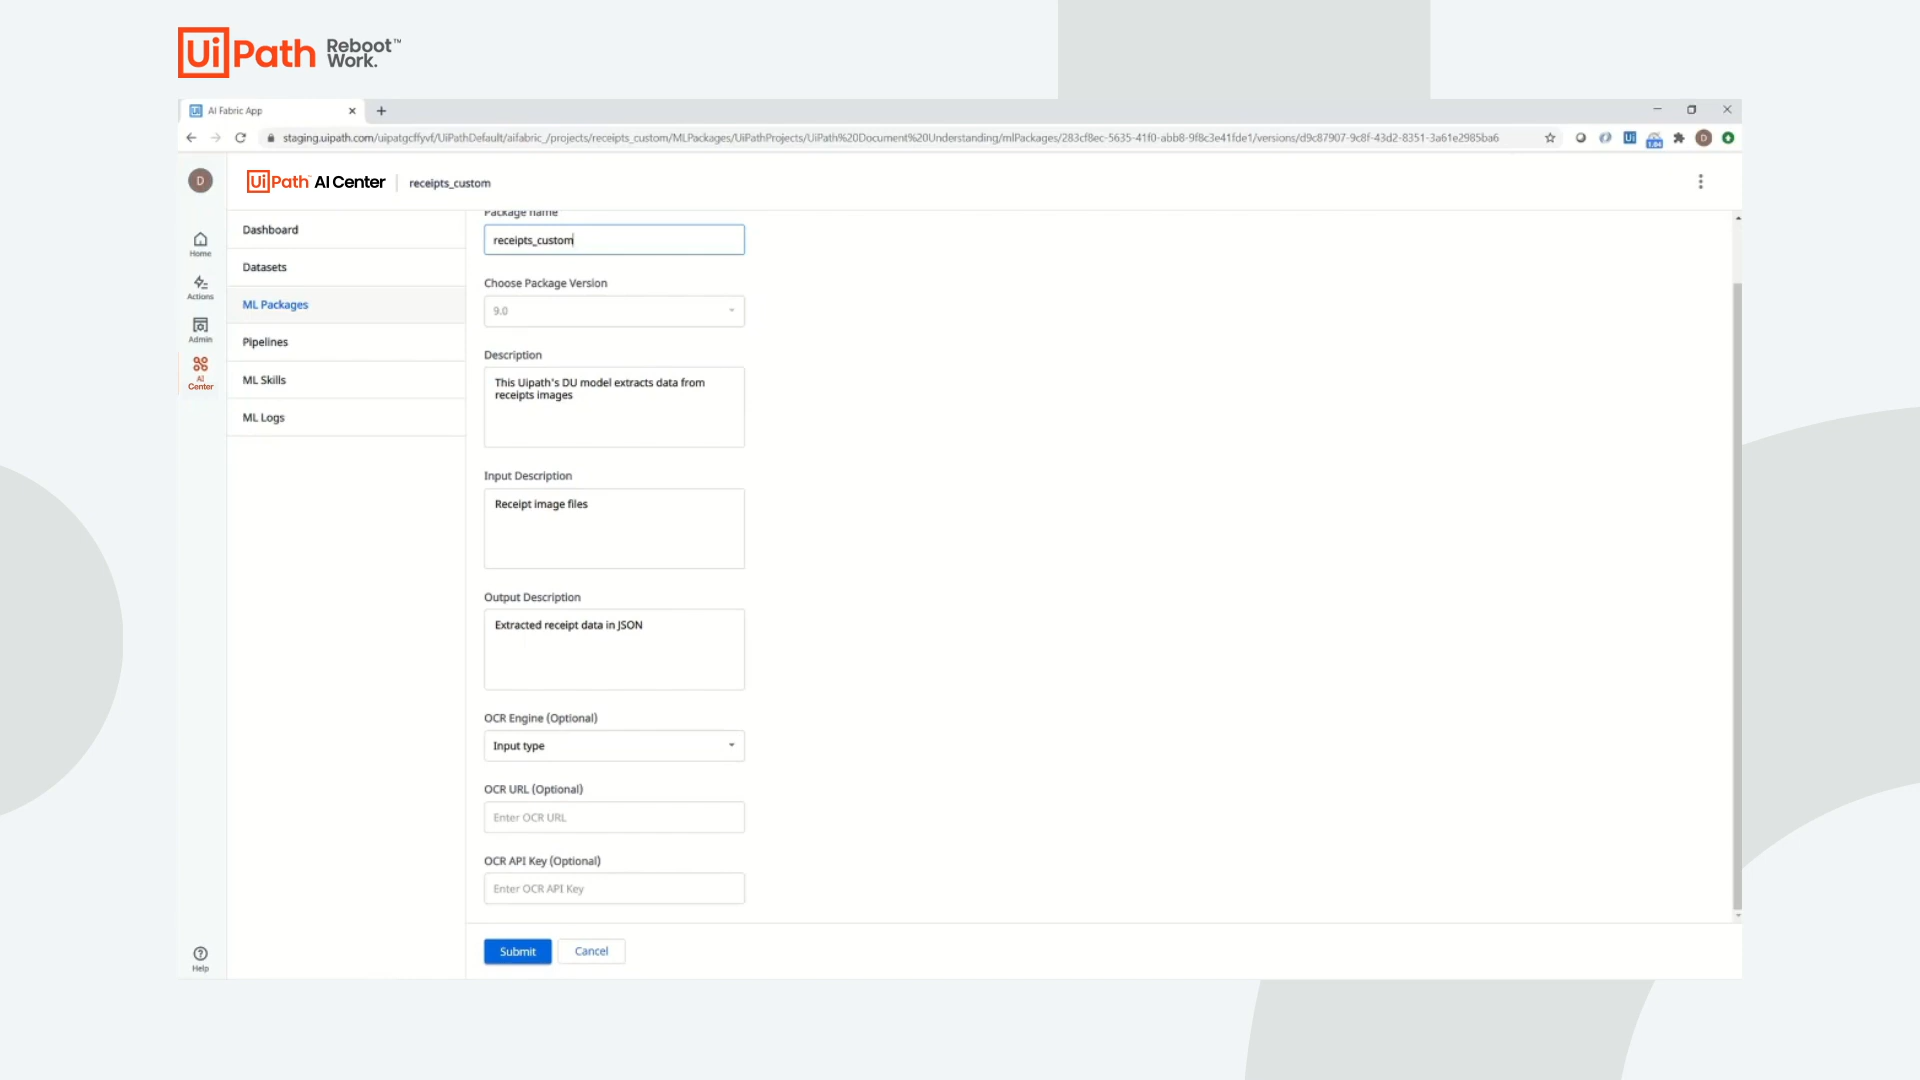 UiPath Reboot™ Work.
AI Fabric App
staging.uipath.com/uipatgcffyvf/UiPathDefault/aifabric_/projects/receipts_custom/MLPackages/UiPathProjects/UiPath%20Document%20Understanding/mlPackages/283cf8ec-5635-41f0-abb8-9f8c3e41fde1/versions/d9c87907-9c8f-43d2-8351-3a61e2985ba6
Ui
1.04
D
D
UiPath AI Center
receipts_custom
Home
Actions
Admin
AI Center
Help
Dashboard
Datasets
ML Packages
Pipelines
ML Skills
ML Logs
Package name
receipts_custom
Choose Package Version
9.0
Description
This Uipath's DU model extracts data from
receipts images
Input Description
Receipt image files
Output Description
Extracted receipt data in JSON
OCR Engine (Optional)
Input type
OCR URL (Optional)
Enter OCR URL
OCR API Key (Optional)
Enter OCR API Key
Submit
Cancel